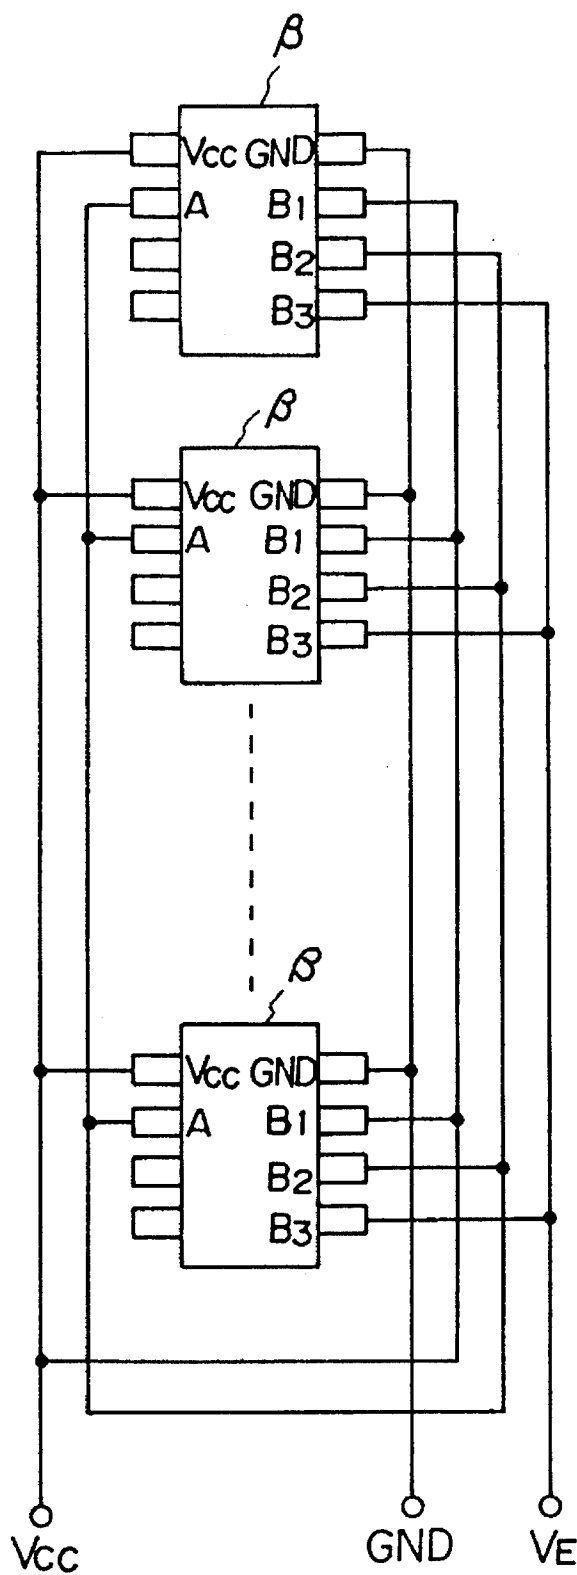 β
VCC GND
A B1
B2
B3
β
VCC GND
A B1
B2
B3
β
VCC GND
A B1
B2
B3
VCC GND VE